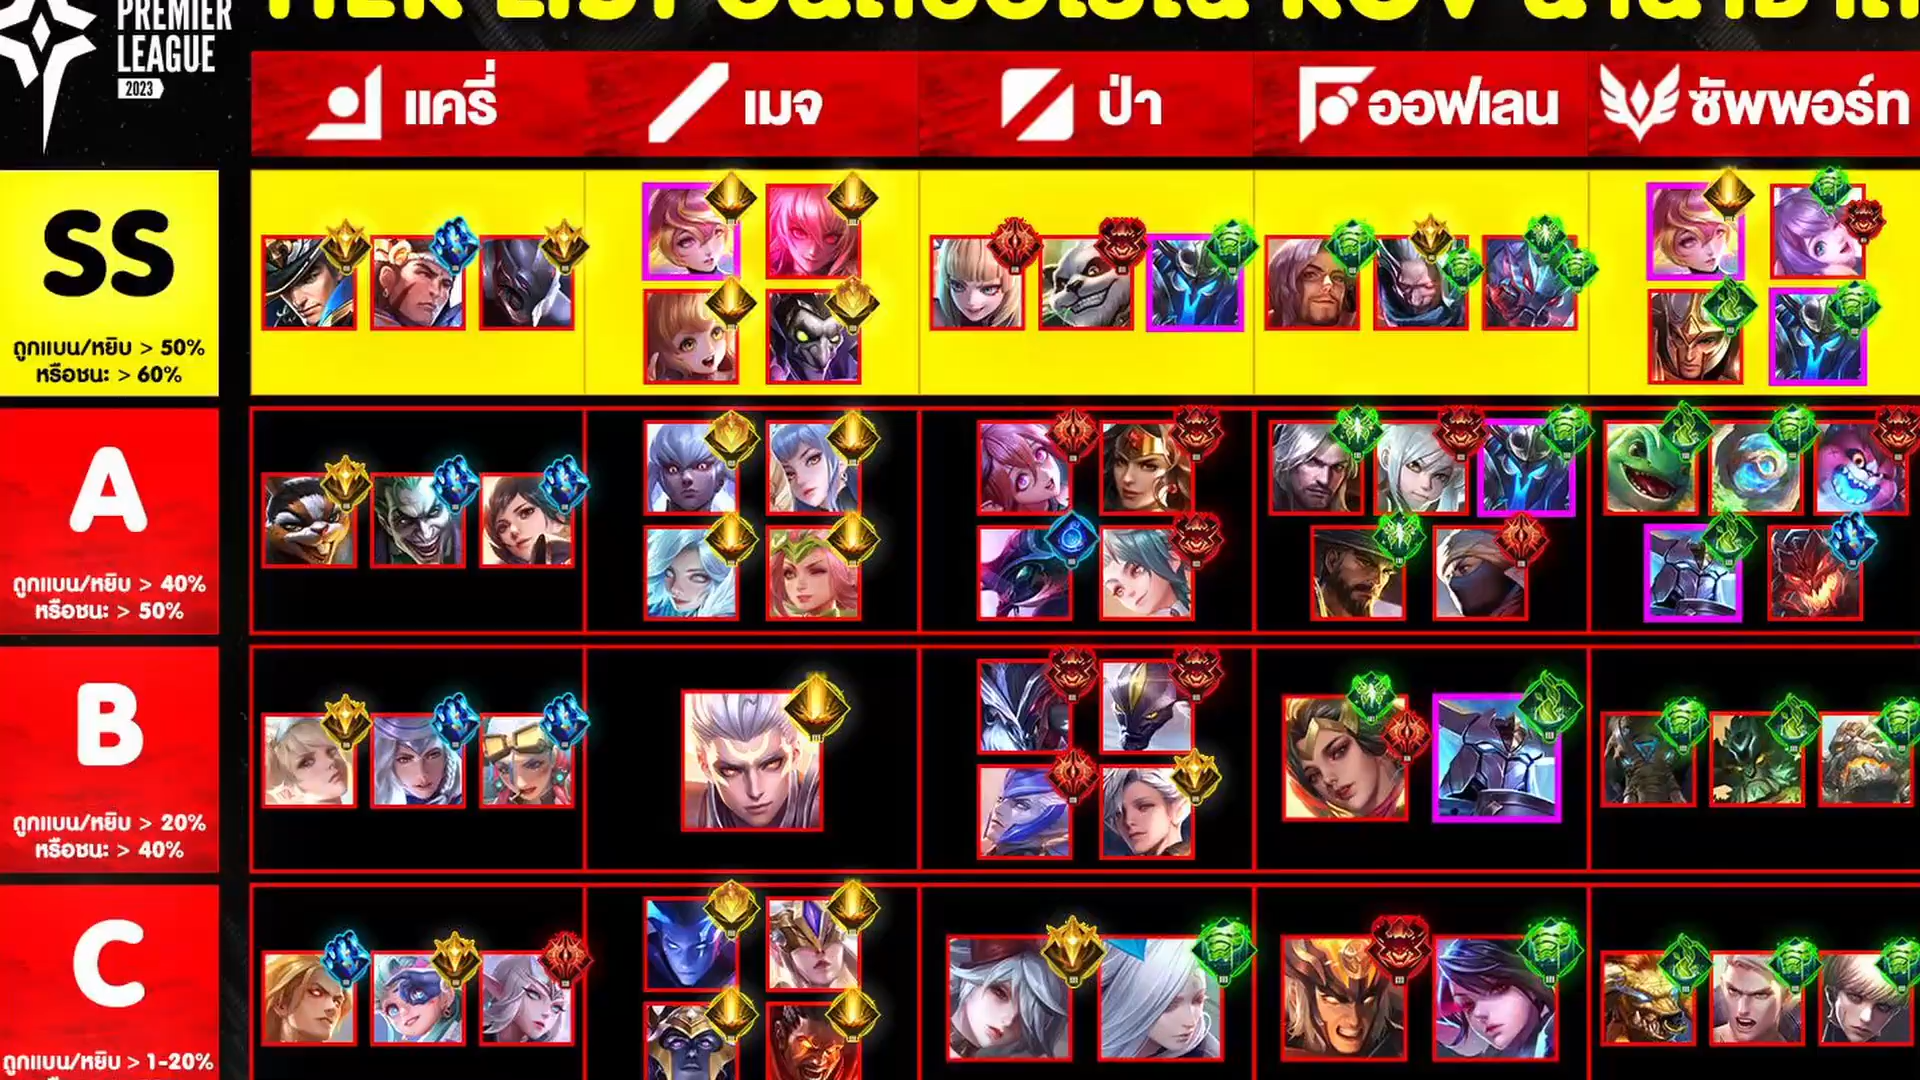 PREMIER
LEAGUE
2023
TIER LIST
แครี่
เมจ
ป่า
ออฟเลน
ซัพพอร์ท
SS
ถูกแบน/หยิบ > 50%
หรือชนะ > 60%
A
ถูกแบน/หยิบ > 40%
หรือชนะ > 50%
B
ถูกแบน/หยิบ > 20%
หรือชนะ > 40%
C
ถูกแบน/หยิบ > 1-20%